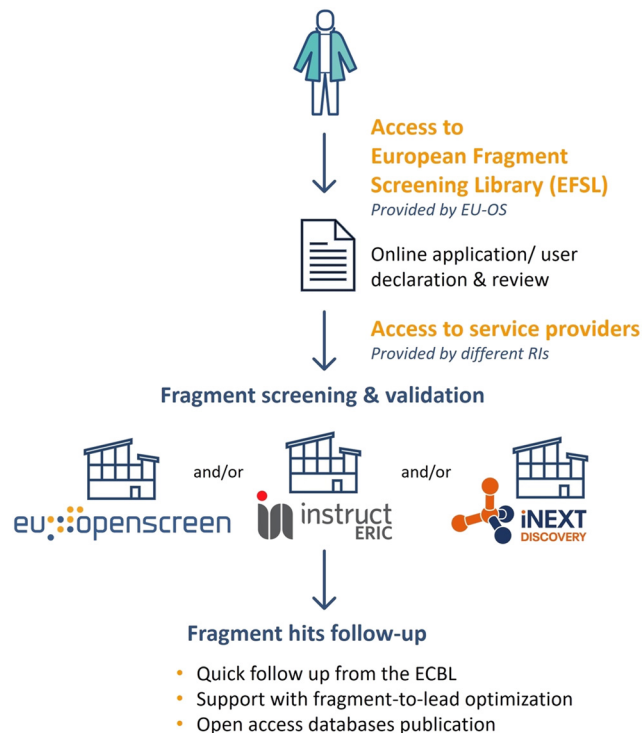 Access to
European Fragment
Screening Library (EFSL)
Provided by EU-OS
Online application/ user
declaration & review
Access to service providers
Provided by different RIs
Fragment screening & validation
and/or
and/or
eu openscreen
instruct
ERIC
iNEXT
DISCOVERY
Fragment hits follow-up
• Quick follow up from the ECBL
• Support with fragment-to-lead optimization
• Open access databases publication